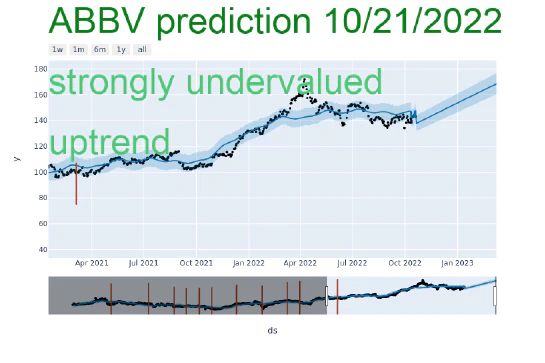 ABBV prediction 10/21/2022
1w 1m 6m 1y all
180
strongly undervalued
160
140
uptrend
120
y
100
80
60
40
Apr 2021 Jul 2021 Oct 2021 Jan 2022 Apr 2022 Jul 2022 Oct 2022 Jan 2023
ds